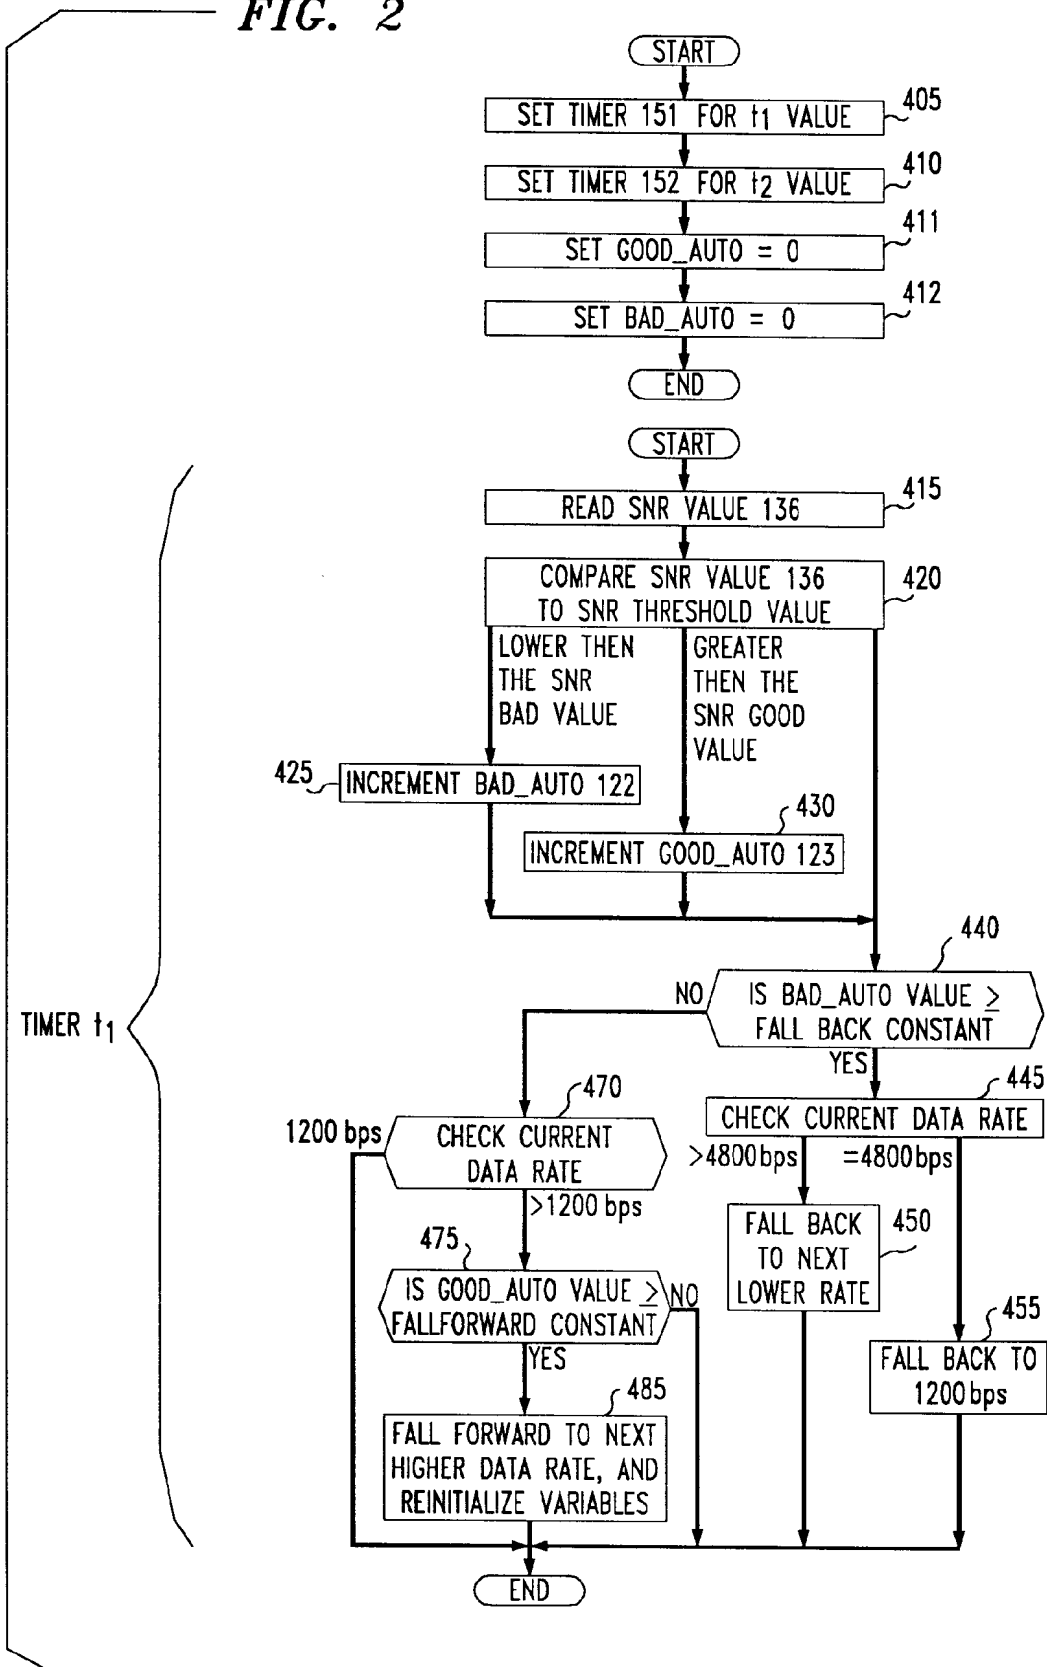 FIG. 2
START
SET TIMER 151 FOR t1 VALUE
405
SET TIMER 152 FOR t2 VALUE
410
SET GOOD_AUTO = 0
411
SET BAD_AUTO = 0
412
END
START
READ SNR VALUE 136
415
COMPARE SNR VALUE 136
TO SNR THRESHOLD VALUE
420
LOWER THEN
THE SNR
BAD VALUE
GREATER
THEN THE
SNR GOOD
VALUE
425
INCREMENT BAD_AUTO 122
430
INCREMENT GOOD_AUTO 123
440
IS BAD_AUTO VALUE ≥
FALL BACK CONSTANT
NO
YES
TIMER t1
445
CHECK CURRENT DATA RATE
>4800bps
=4800bps
470
1200 bps
CHECK CURRENT
DATA RATE
>1200 bps
450
FALL BACK
TO NEXT
LOWER RATE
475
IS GOOD_AUTO VALUE ≥
FALLFORWARD CONSTANT
NO
YES
455
FALL BACK TO
1200bps
485
FALL FORWARD TO NEXT
HIGHER DATA RATE, AND
REINITIALIZE VARIABLES
END